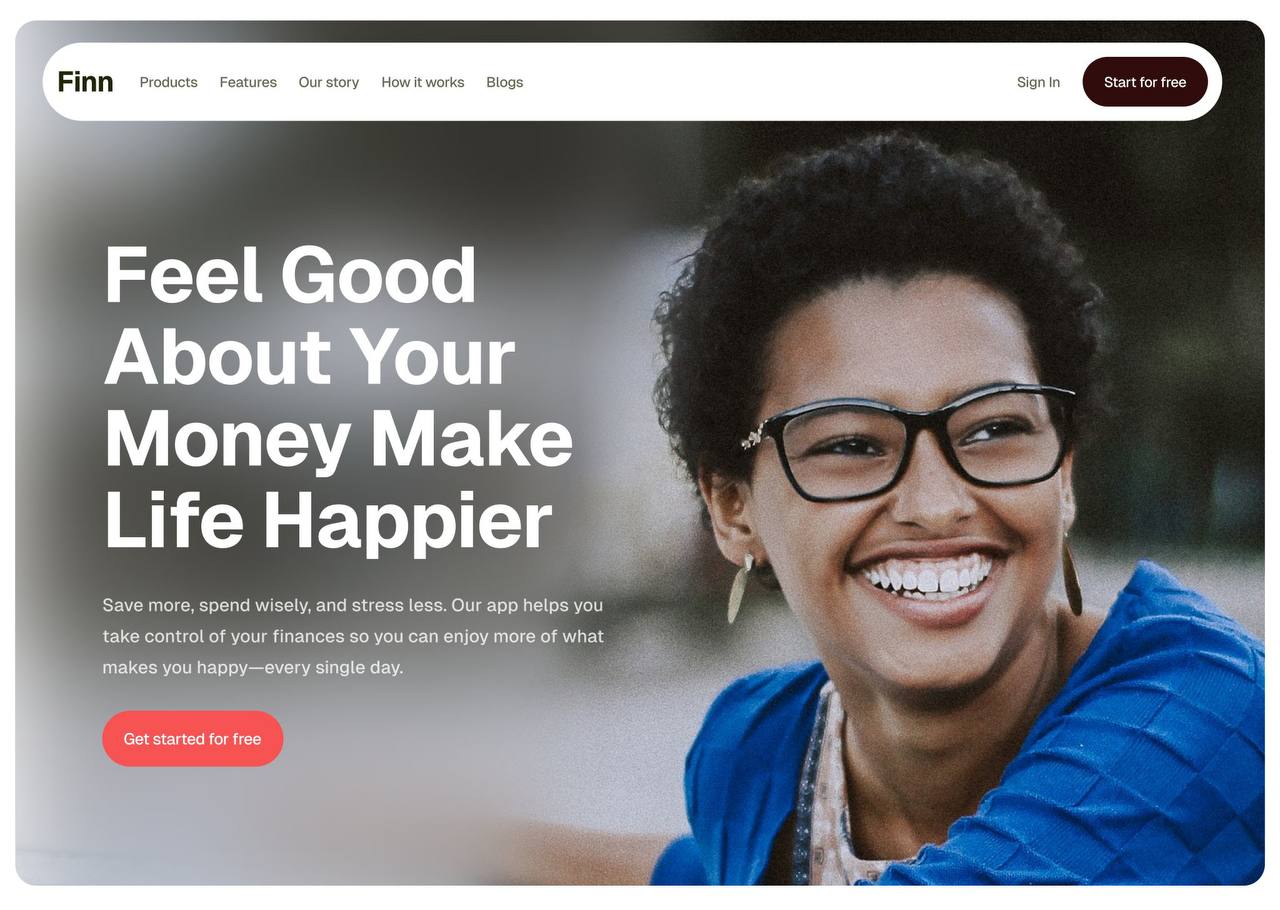 Finn Products Features Our story How it works Blogs Sign In Start for free
Feel Good
About Your
Money Make
Life Happier
Save more, spend wisely, and stress less. Our app helps you
take control of your finances so you can enjoy more of what
makes you happy—every single day.
Get started for free